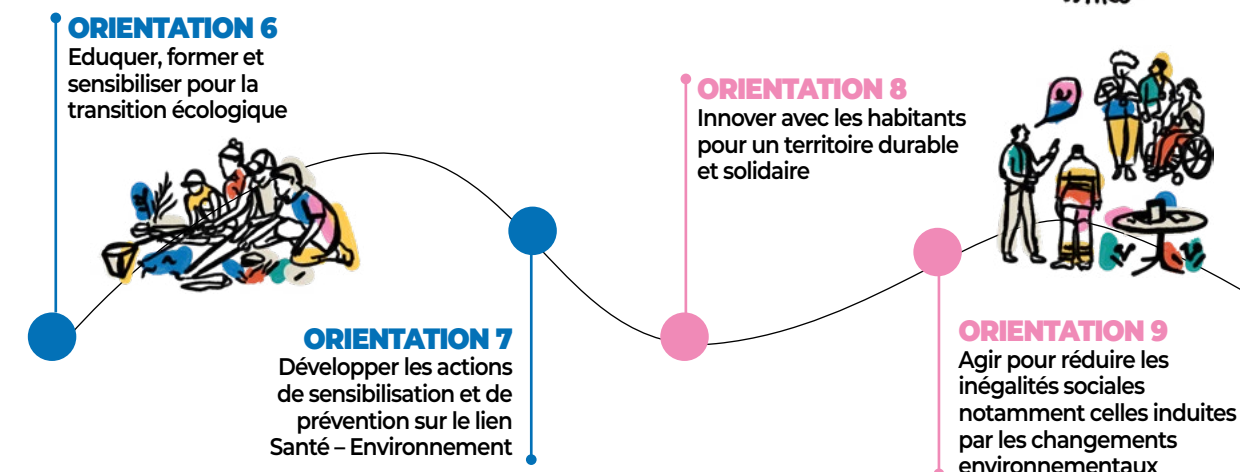 ORIENTATION 6
Eduquer, former et
sensibiliser pour la
transition écologique
ORIENTATION 7
Développer les actions
de sensibilisation et de
prévention sur le lien
Santé – Environnement
ORIENTATION 8
Innover avec les habitants
pour un territoire durable
et solidaire
ORIENTATION 9
Agir pour réduire les
inégalités sociales
notamment celles induites
par les changements
environnementaux